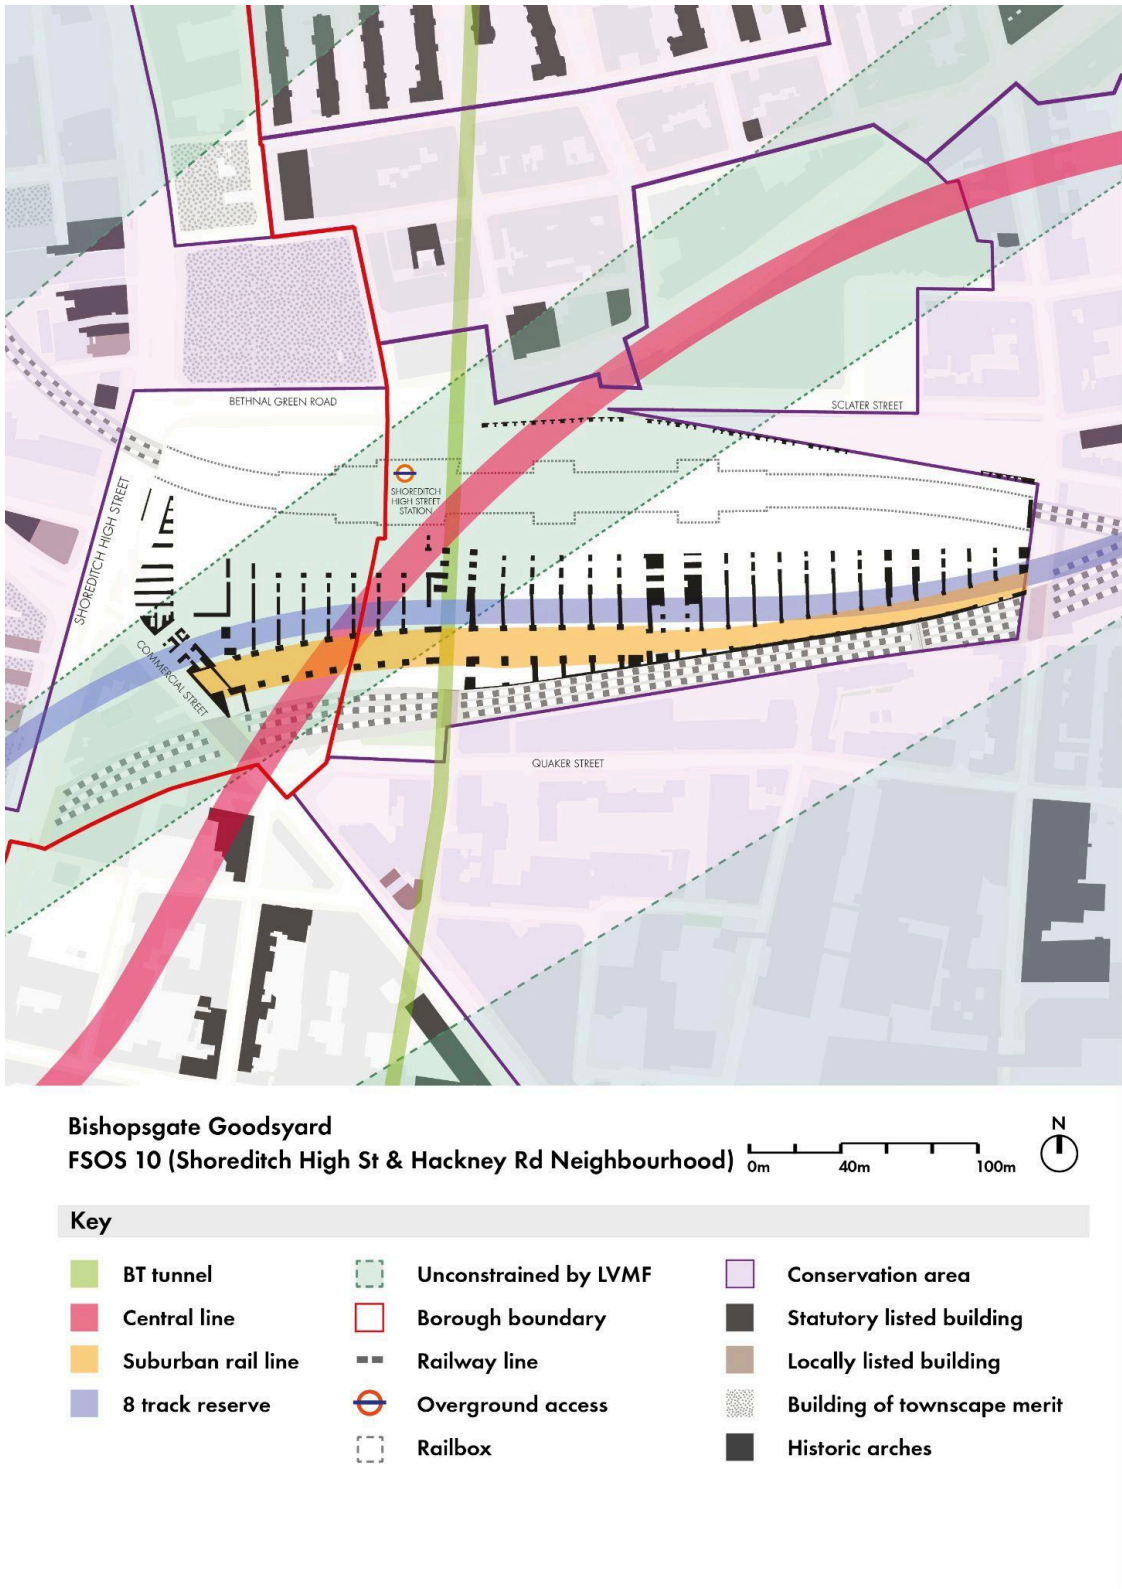 BETHNAL GREEN ROAD
SCLATER STREET
SHOREDITCH
HIGH STREET
STATION
SHOREDITCH HIGH STREET
COMMERCIAL STREET
QUAKER STREET
Bishopsgate Goodsyard
FSOS 10 (Shoreditch High St & Hackney Rd Neighbourhood)
0m 40m 100m
N
Key
BT tunnel
Central line
Suburban rail line
8 track reserve
Unconstrained by LVMF
Borough boundary
Railway line
Overground access
Railbox
Conservation area
Statutory listed building
Locally listed building
Building of townscape merit
Historic arches